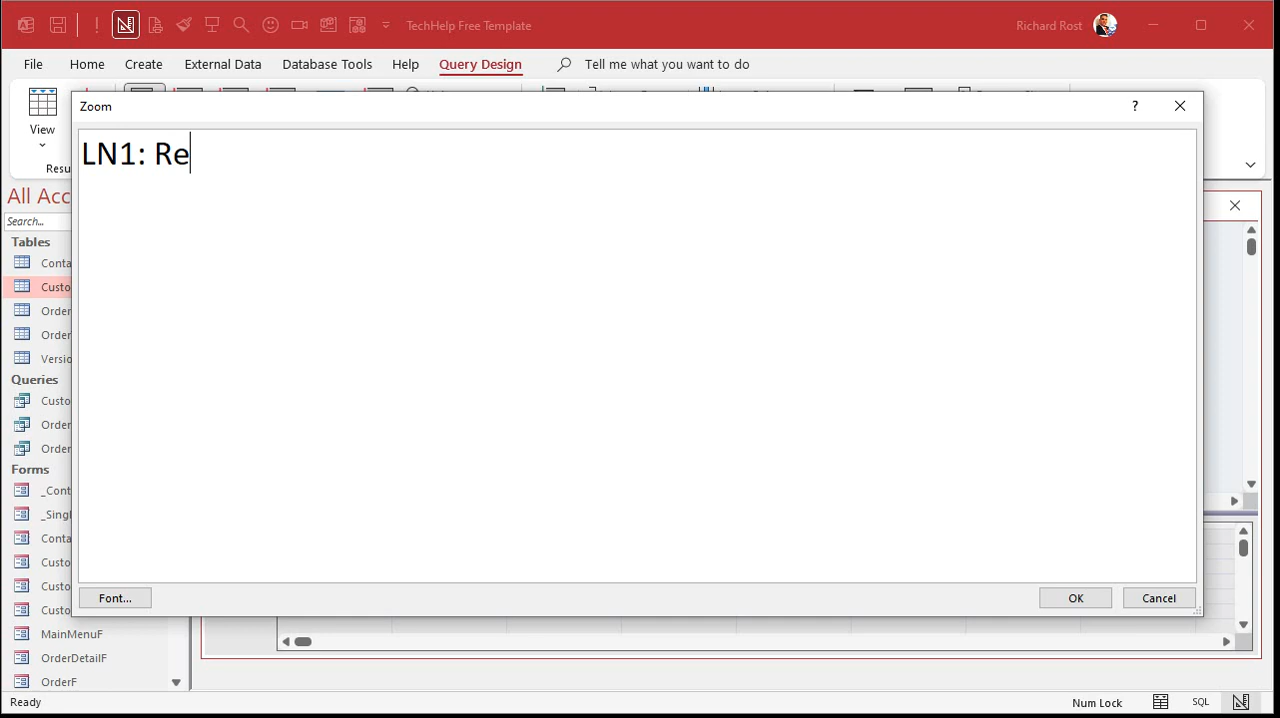 TechHelp Free Template
Richard Rost
File Home Create External Data Database Tools Help Query Design Tell me what you want to do
View
Resu
Zoom
?
LN1: Re
All Acc
Search...
Tables
Conta
Custo
Order
Order
Versio
Queries
Custo
Order
Order
Forms
_Cont
_Singl
Conta
Custo
Custo
Custo
MainMenuF
OrderDetailF
OrderF
Font...
OK
Cancel
Ready
Num Lock
SQL